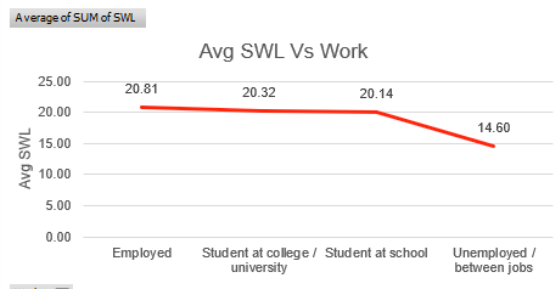 Average of SUM of SWL
Avg SWL Vs Work
25.00
20.00
15.00
10.00
5.00
0.00
Avg SWL
20.81
20.32
20.14
14.60
Employed
Student at college /
university
Student at school
Unemployed /
between jobs